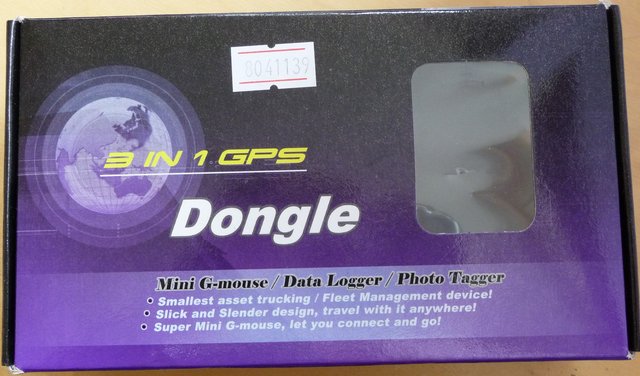 8041139
3 IN 1 GPS
Dongle
Mini G-mouse / Data Logger / Photo Tagger
• Smallest asset trucking / Fleet Management device!
• Slick and Slender design, travel with it anywhere!
• Super Mini G-mouse, let you connect and go!